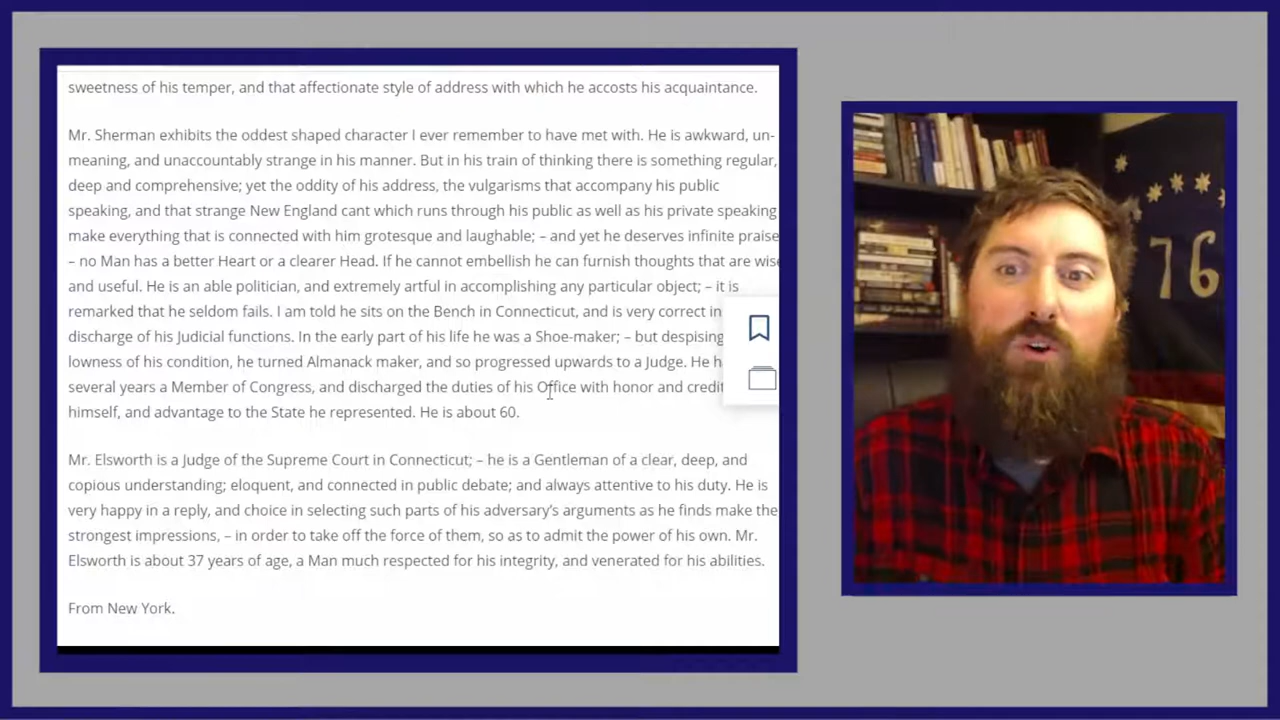 sweetness of his temper, and that affectionate style of address with which he accosts his acquaintance.
Mr. Sherman exhibits the oddest shaped character I ever remember to have met with. He is awkward, un-
meaning, and unaccountably strange in his manner. But in his train of thinking there is something regular,
deep and comprehensive; yet the oddity of his address, the vulgarisms that accompany his public
speaking, and that strange New England cant which runs through his public as well as his private speaking
make everything that is connected with him grotesque and laughable; – and yet he deserves infinite praise
– no Man has a better Heart or a clearer Head. If he cannot embellish he can furnish thoughts that are wise
and useful. He is an able politician, and extremely artful in accomplishing any particular object; – it is
remarked that he seldom fails. I am told he sits on the Bench in Connecticut, and is very correct in
discharge of his Judicial functions. In the early part of his life he was a Shoe-maker; – but despising
lowness of his condition, he turned Almanack maker, and so progressed upwards to a Judge. He
several years a Member of Congress, and discharged the duties of his Office with honor and credit
himself, and advantage to the State he represented. He is about 60.
Mr. Elsworth is a Judge of the Supreme Court in Connecticut; – he is a Gentleman of a clear, deep, and
copious understanding; eloquent, and connected in public debate; and always attentive to his duty. He is
very happy in a reply, and choice in selecting such parts of his adversary's arguments as he finds make the
strongest impressions, – in order to take off the force of them, so as to admit the power of his own. Mr.
Elsworth is about 37 years of age, a Man much respected for his integrity, and venerated for his abilities.
From New York.
76